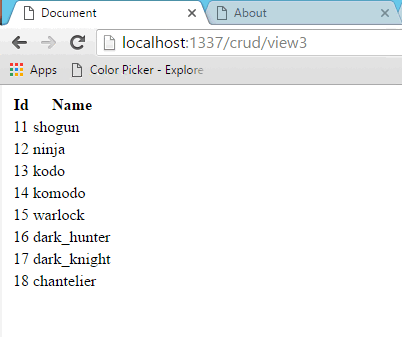 Document About
localhost:1337/crud/view3
Apps Color Picker - Explore
Id Name
11 shogun
12 ninja
13 kodo
14 komodo
15 warlock
16 dark_hunter
17 dark_knight
18 chantelier